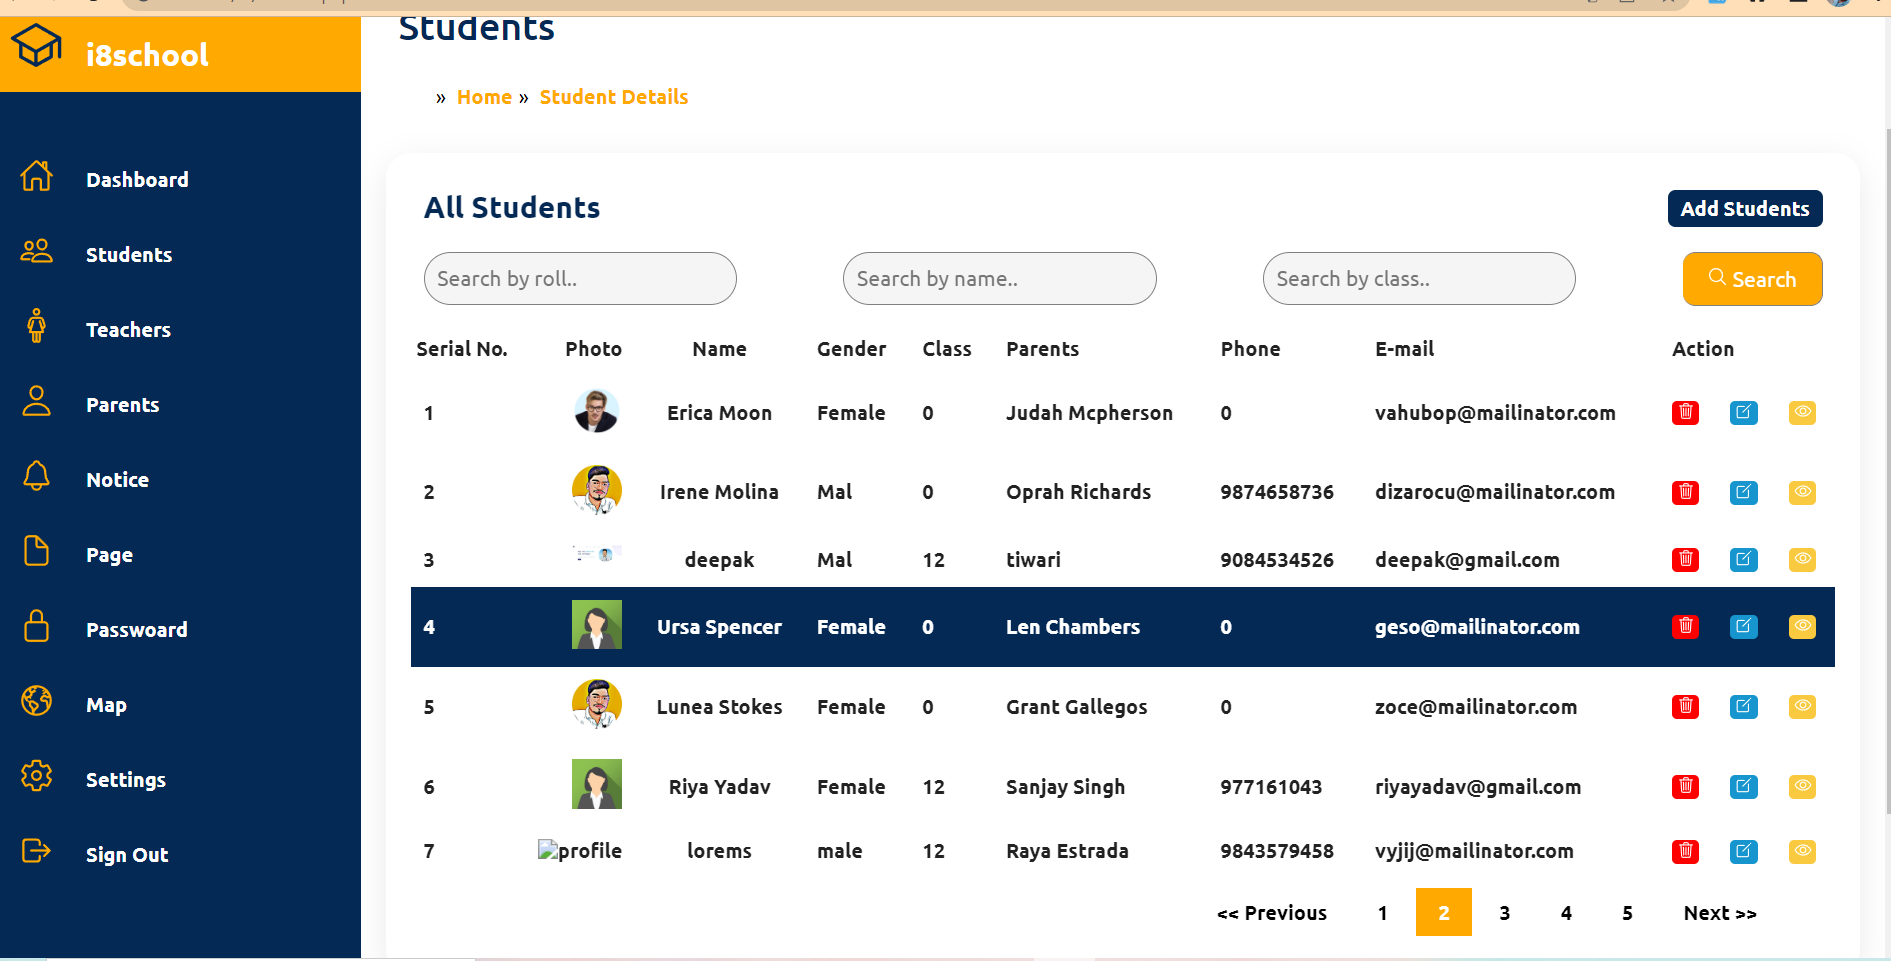 i8school
Dashboard
Students
Teachers
Parents
Notice
Page
Passwoard
Map
Settings
Sign Out
Students
» Home » Student Details
All Students
Add Students
Search by roll.. Search by name.. Search by class.. Search
Serial No. Photo Name Gender Class Parents Phone E-mail Action
1 Erica Moon Female 0 Judah Mcpherson 0 vahubop@mailinator.com
2 Irene Molina Mal 0 Oprah Richards 9874658736 dizarocu@mailinator.com
3 deepak Mal 12 tiwari 9084534526 deepak@gmail.com
4 Ursa Spencer Female 0 Len Chambers 0 geso@mailinator.com
5 Lunea Stokes Female 0 Grant Gallegos 0 zoce@mailinator.com
6 Riya Yadav Female 12 Sanjay Singh 977161043 riyayadav@gmail.com
7 profile lorems male 12 Raya Estrada 9843579458 vyjij@mailinator.com
<< Previous 1 2 3 4 5 Next >>